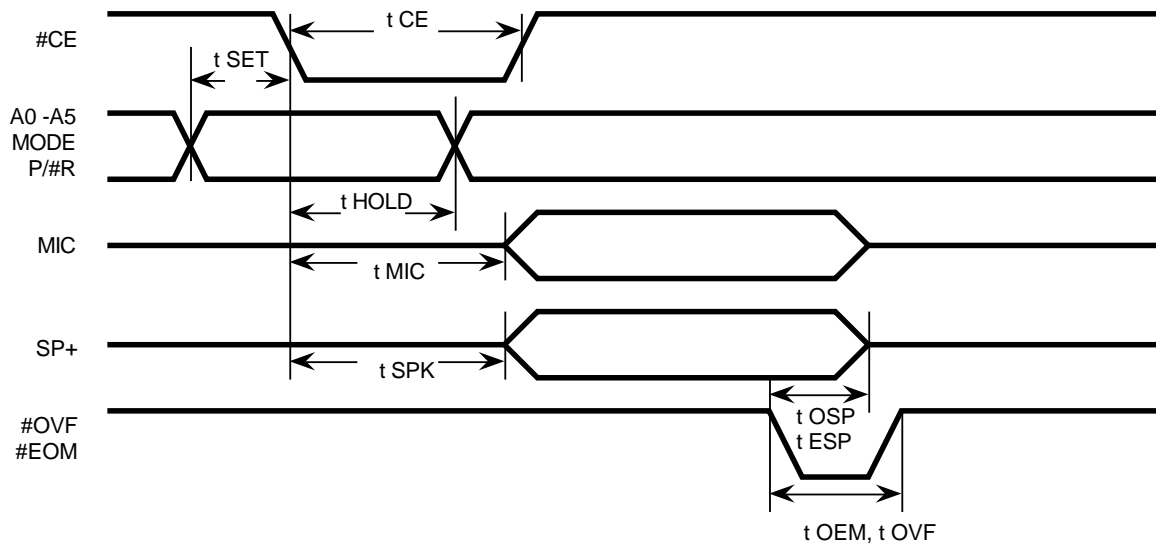 t CE
#CE
t SET
A0 -A5
MODE
P/#R
t HOLD
MIC
t MIC
SP+
t SPK
#OVF
#EOM
t OSP
t ESP
t OEM, t OVF